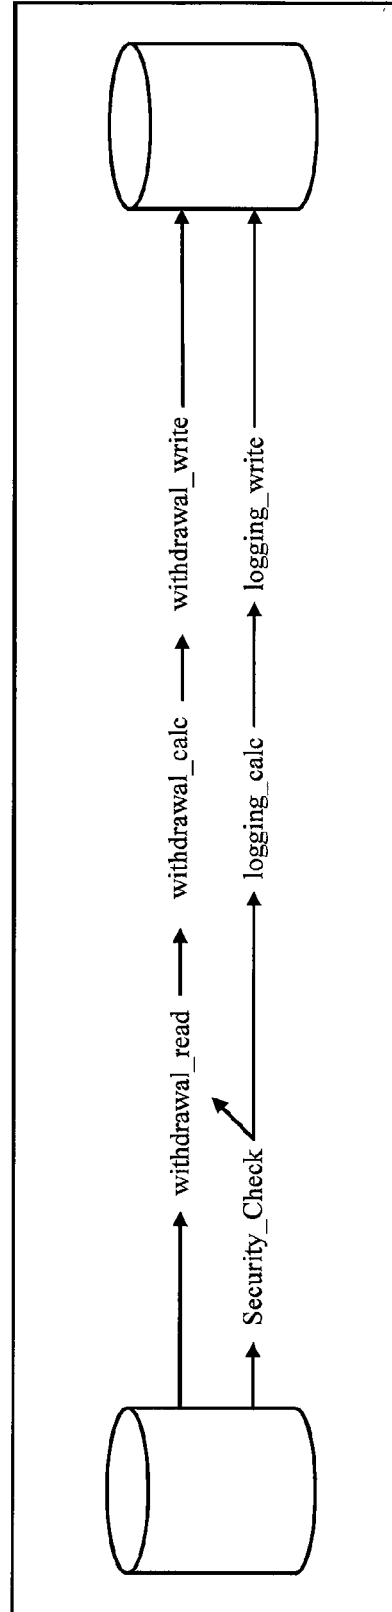 withdrawal_read
withdrawal_calc
withdrawal_write
Security_Check
logging_calc
logging_write